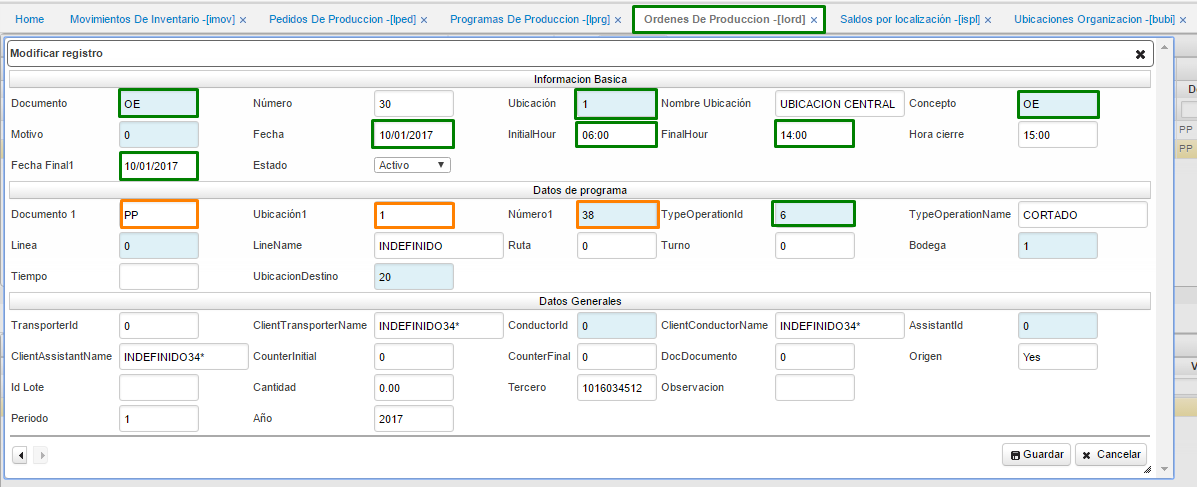 Home Movimientos De Inventario -[imov] × Pedidos De Produccion -[lped] × Programas De Produccion -[lprg] × Ordenes De Produccion -[lord] × Saldos por localización -[ispl] × Ubicaciones Organizacion -[bubi] ×
Modificar registro
Informacion Basica
Documento OE Número 30 Ubicación 1 Nombre Ubicación UBICACION CENTRAL Concepto OE
Motivo 0 Fecha 10/01/2017 InitialHour 06:00 FinalHour 14:00 Hora cierre 15:00
Fecha Final1 10/01/2017 Estado Activo
Datos de programa
Documento 1 PP Ubicación1 1 Número1 38 TypeOperationId 6 TypeOperationName CORTADO
Linea 0 LineName INDEFINIDO Ruta 0 Turno 0 Bodega 1
Tiempo UbicacionDestino 20
Datos Generales
TransporterId 0 ClientTransporterName INDEFINIDO34* ConductorId 0 ClientConductorName INDEFINIDO34* AssistantId 0
ClientAssistantName INDEFINIDO34* CounterInitial 0 CounterFinal 0 DocDocumento 0 Origen Yes
Id Lote Cantidad 0.00 Tercero 1016034512 Observacion
Periodo 1 Año 2017
Guardar Cancelar
PP
PP